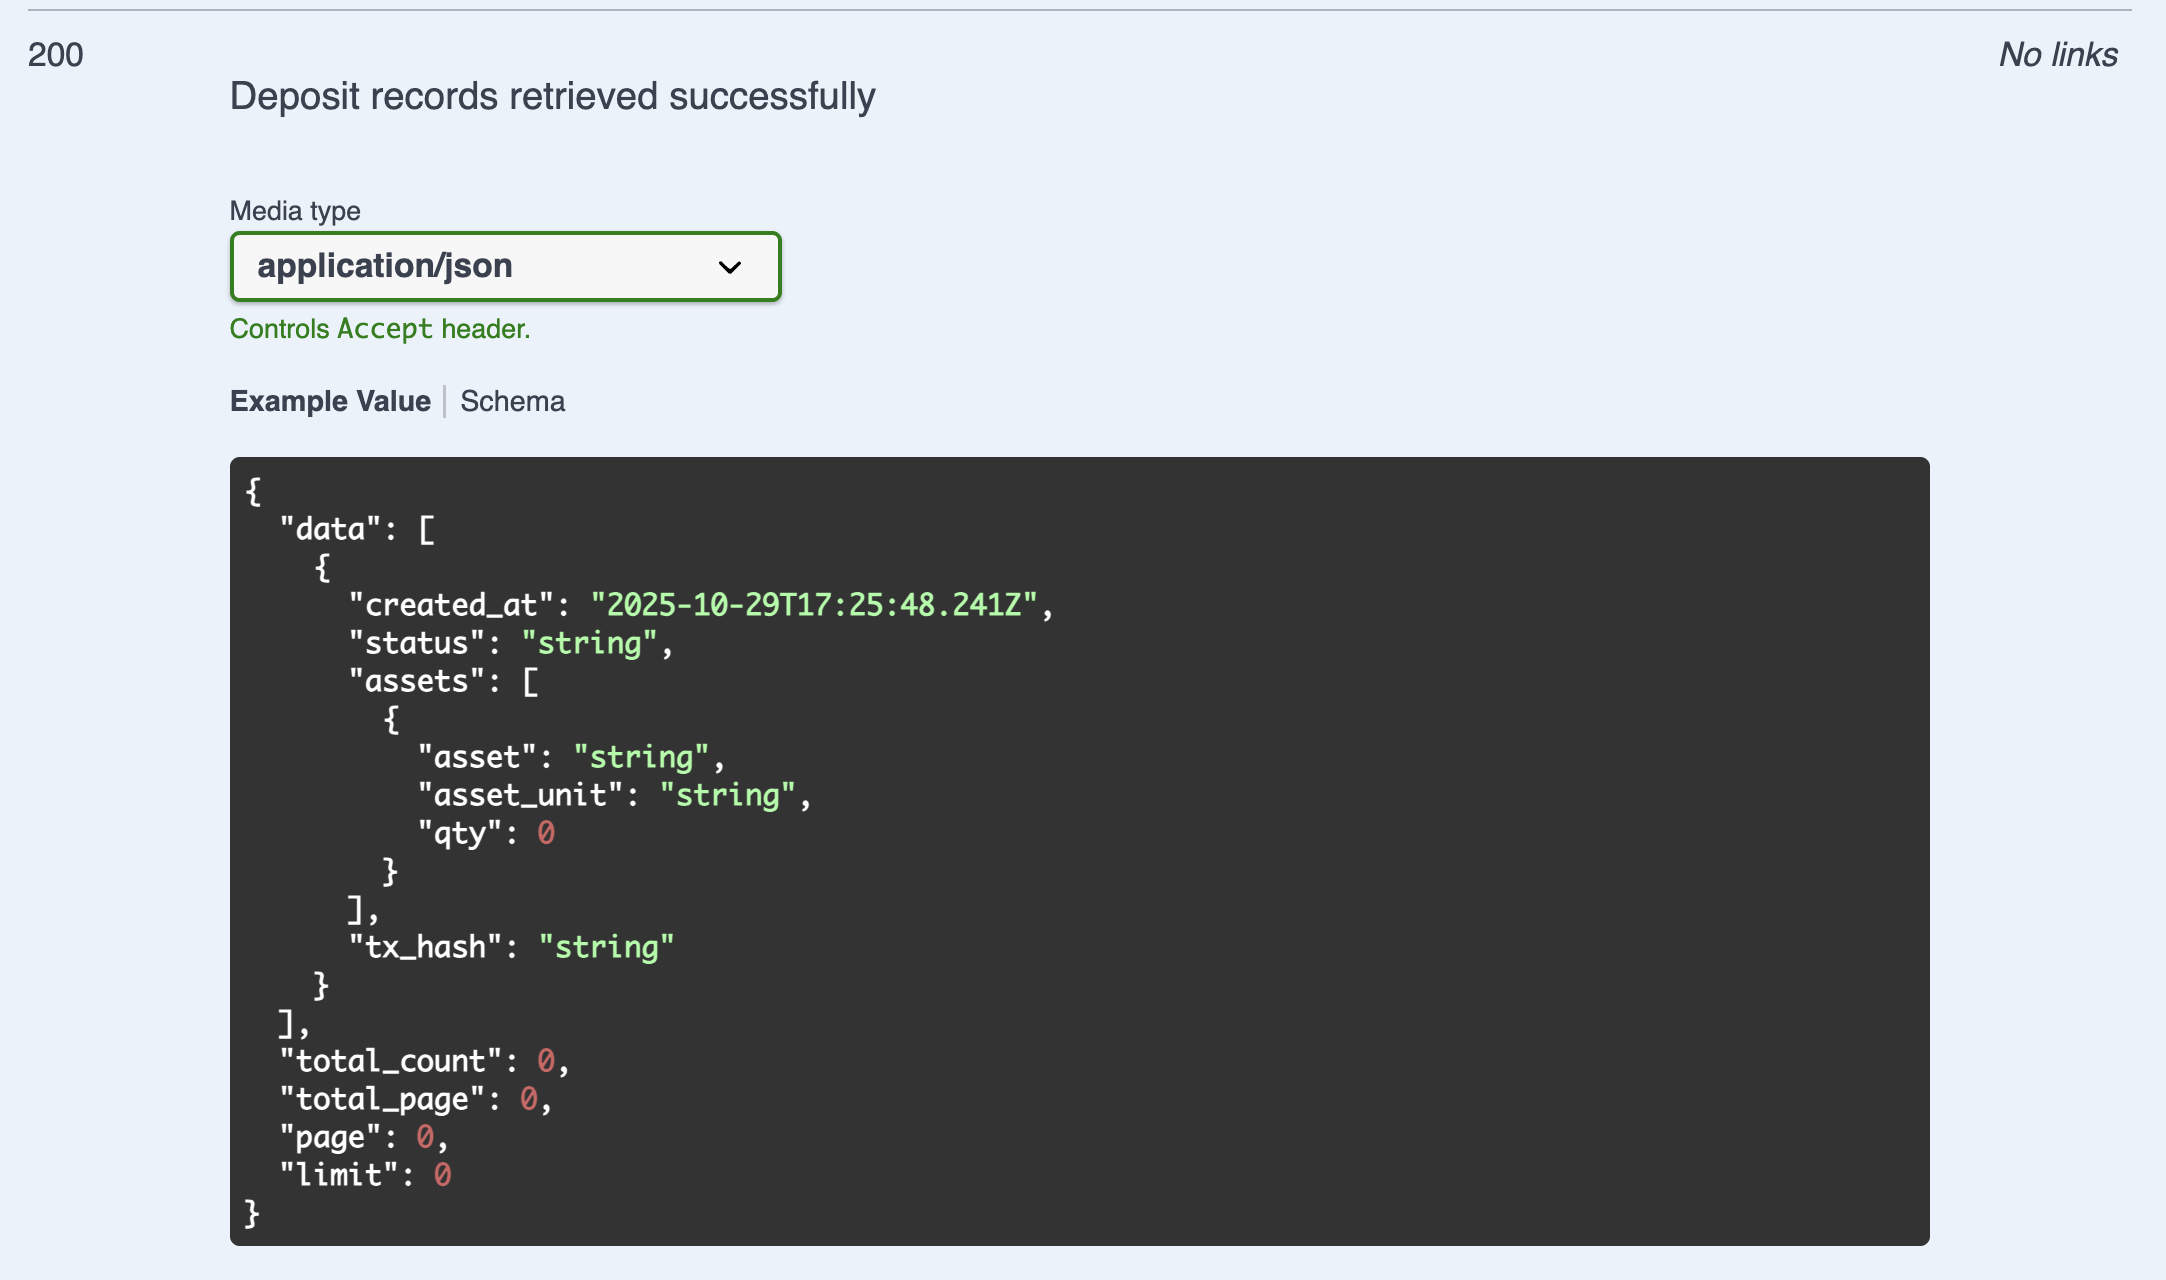 200
No links
Deposit records retrieved successfully
Media type
application/json
Controls Accept header.
Example Value
Schema
{
  "data": [
    {
      "created_at": "2025-10-29T17:25:48.241Z",
      "status": "string",
      "assets": [
        {
          "asset": "string",
          "asset_unit": "string",
          "qty": 0
        }
      ],
      "tx_hash": "string"
    }
  ],
  "total_count": 0,
  "total_page": 0,
  "page": 0,
  "limit": 0
}